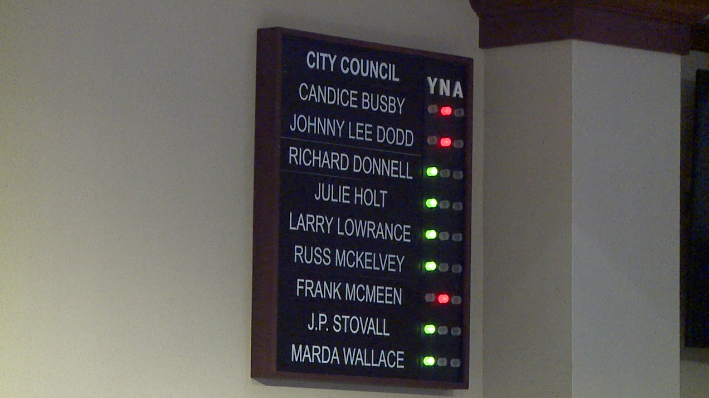 CITY COUNCIL
Y N A
CANDICE BUSBY
JOHNNY LEE DODD
RICHARD DONNELL
JULIE HOLT
LARRY LOWRANCE
RUSS MCKELVEY
FRANK MCMEEN
J.P. STOVALL
MARDA WALLACE